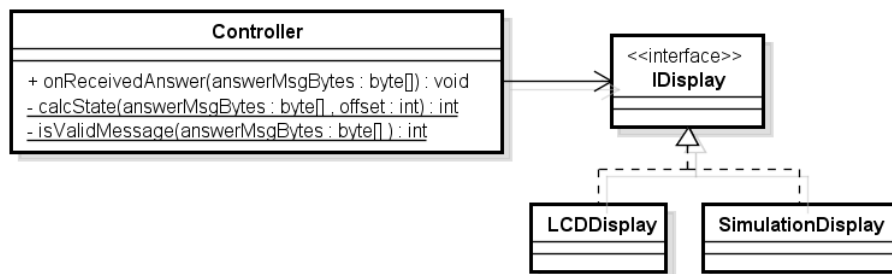 Controller
+ onReceivedAnswer(answerMsgBytes : byte[]) : void
- calcState(answerMsgBytes : byte[] , offset : int) : int
- isValidMessage(answerMsgBytes : byte[] ) : int
<<interface>>
IDisplay
LCDDisplay
SimulationDisplay